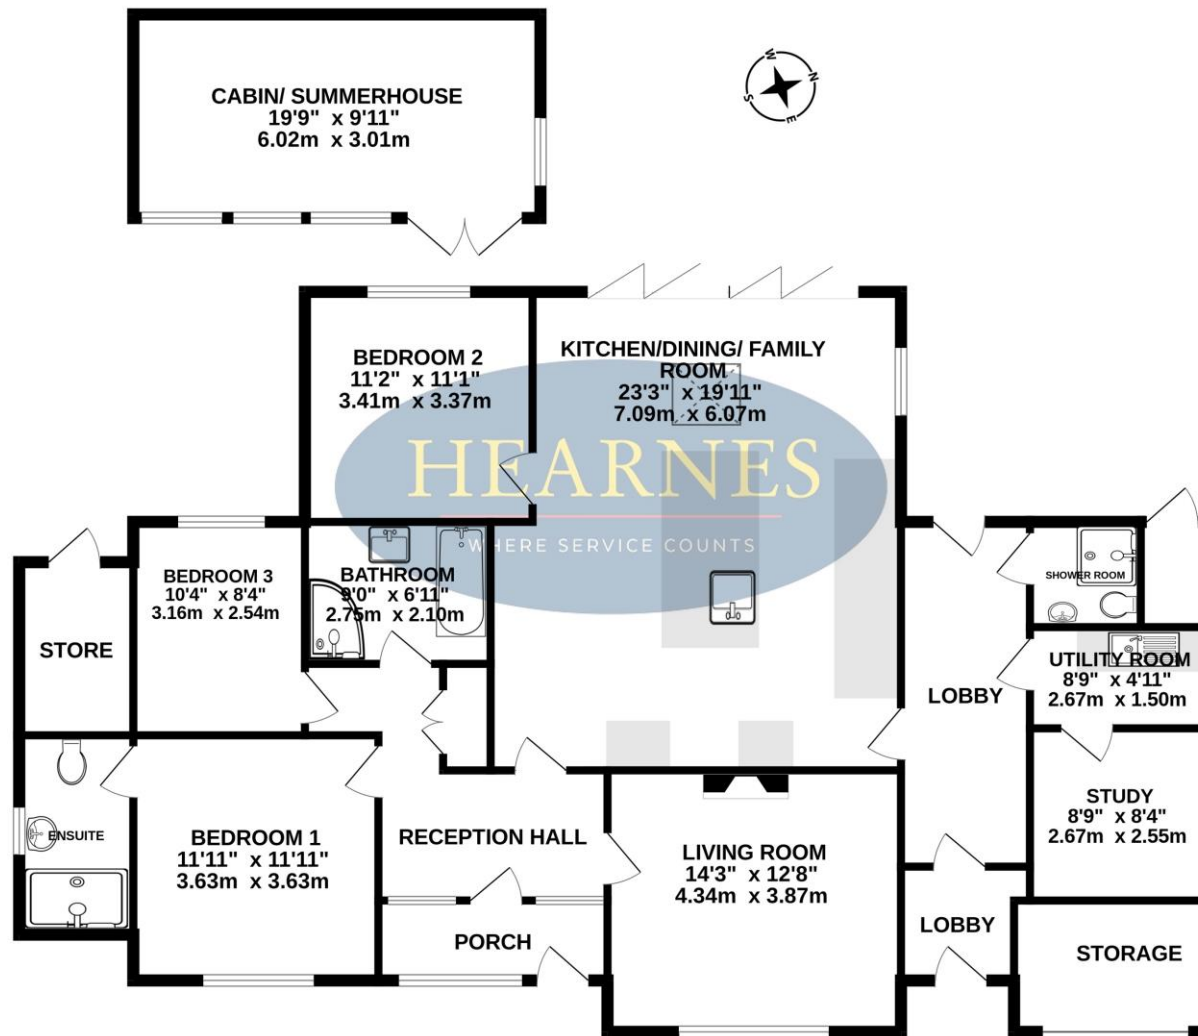 CABIN/ SUMMERHOUSE
19'9" x 9'11"
6.02m x 3.01m
W
N
S
E
BEDROOM 2
11'2" x 11'1"
3.41m x 3.37m
KITCHEN/DINING/ FAMILY
ROOM
23'3" x 19'11"
7.09m x 6.07m
HEARNES
WHERE SERVICE COUNTS
BEDROOM 3
10'4" x 8'4"
3.16m x 2.54m
BATHROOM
9'0" x 6'11"
2.75m x 2.10m
STORE
SHOWER ROOM
UTILITY ROOM
8'9" x 4'11"
2.67m x 1.50m
LOBBY
ENSUITE
BEDROOM 1
11'11" x 11'11"
3.63m x 3.63m
RECEPTION HALL
LIVING ROOM
14'3" x 12'8"
4.34m x 3.87m
STUDY
8'9" x 8'4"
2.67m x 2.55m
PORCH
LOBBY
STORAGE